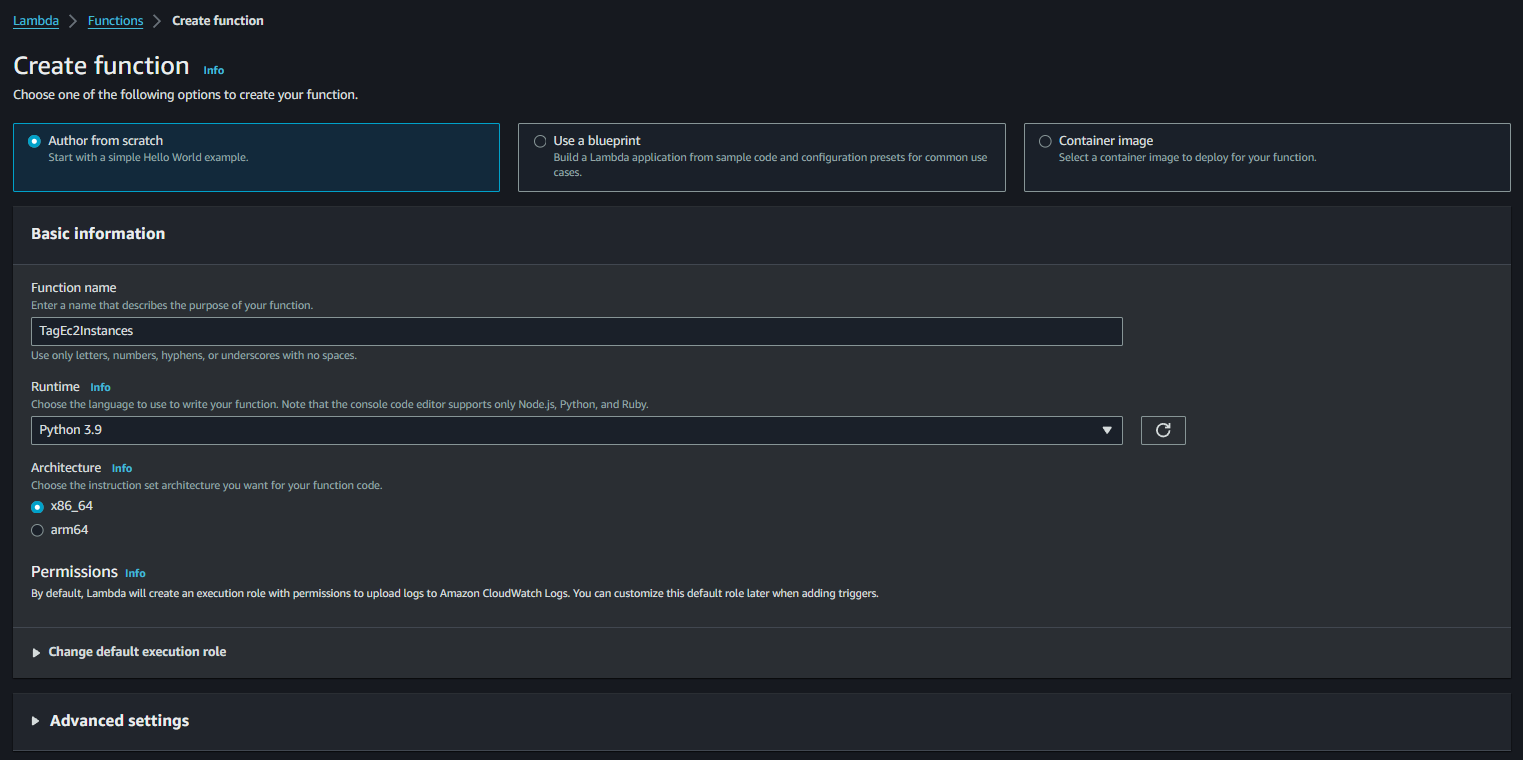 Lambda > Functions > Create function
Create function Info
Choose one of the following options to create your function.
Author from scratch
Start with a simple Hello World example.
Use a blueprint
Build a Lambda application from sample code and configuration presets for common use
cases.
Container image
Select a container image to deploy for your function.
Basic information
Function name
Enter a name that describes the purpose of your function.
TagEc2Instances
Use only letters, numbers, hyphens, or underscores with no spaces.
Runtime Info
Choose the language to use to write your function. Note that the console code editor supports only Node.js, Python, and Ruby.
Python 3.9
Architecture Info
Choose the instruction set architecture you want for your function code.
x86_64
arm64
Permissions Info
By default, Lambda will create an execution role with permissions to upload logs to Amazon CloudWatch Logs. You can customize this default role later when adding triggers.
Change default execution role
Advanced settings